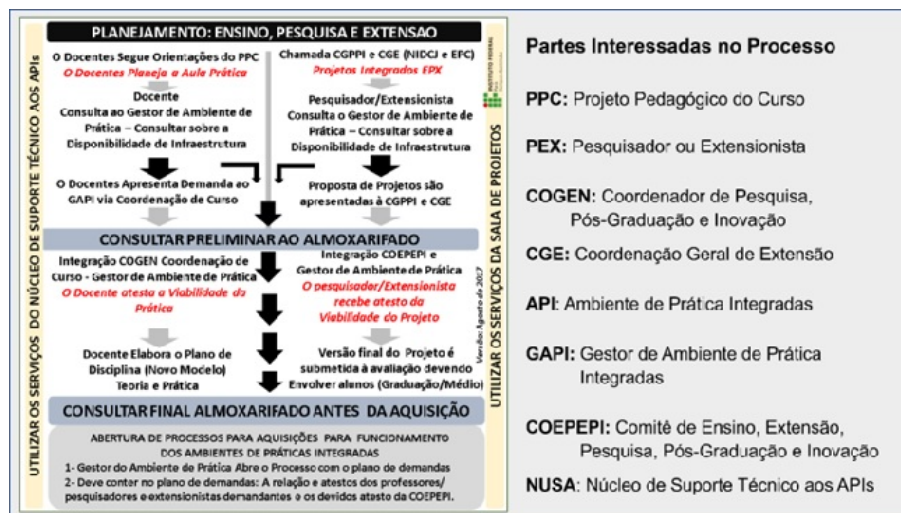 PLANEJAMENTO: ENSINO, PESQUISA E EXTENSAO
UTILIZAR OS SERVIÇOS DO NÚCLEO DE SUPORTE TÉCNICO AOS APIs
O Docentes Segue Orientações do PPC
O Docentes Planeja a Aula Prática
Docente
Consulta ao Gestor de Ambiente de
Prática – Consultar sobre a
Disponibilidade de Infraestrutura
O Docentes Apresenta Demanda ao
GAPI via Coordenação de Curso
Chamada CGPPI e CGE (NIDCJ e EPC)
Projetos Integrados EPX
Pesquisador/Extensionista
Consulta o Gestor de Ambiente de
Prática – Consultar sobre a
Disponibilidade de Infraestrutura
Proposta de Projetos são
apresentadas à CGPPI e CGE
INSTITUTO FEDERAL
UTILIZAR OS SERVIÇOS DA SALA DE PROJETOS
CONSULTAR PRELIMINAR AO ALMOXARIFADO
Integração COGEN Coordenação de
Curso - Gestor de Ambiente de Prática
O Docente atesta a Viabilidade da
Prática
Docente Elabora o Plano de
Disciplina (Novo Modelo)
Teoria e Prática
Integração COEPEPI e
Gestor de Ambiente de Prática
O pesquisador/Extensionista
recebe atesto da
Viabilidade do Projeto
Versão final do Projeto é
submetida à avaliação devendo
Envolver alunos (Graduação/Médio)
Versão: Agosto de 2017
CONSULTAR FINAL ALMOXARIFADO ANTES DA AQUISIÇÃO
ABERTURA DE PROCESSOS PARA AQUISIÇÕES PARA FUNCIONAMENTO
DOS AMBIENTES DE PRÁTICAS INTEGRADAS
1- Gestor do Ambiente de Prática Abre o Processo com o plano de demandas
2- Deve conter no plano de demandas: A relação e atestos dos professores/
pesquisadores e extensionistas demandantes e os devidos atesto da COEPEPI.
Partes Interessadas no Processo
PPC: Projeto Pedagógico do Curso
PEX: Pesquisador ou Extensionista
COGEN: Coordenador de Pesquisa,
Pós-Graduação e Inovação
CGE: Coordenação Geral de Extensão
API: Ambiente de Prática Integradas
GAPI: Gestor de Ambiente de Prática
Integradas
COEPEPI: Comitê de Ensino, Extensão,
Pesquisa, Pós-Graduação e Inovação
NUSA: Núcleo de Suporte Técnico aos APIs